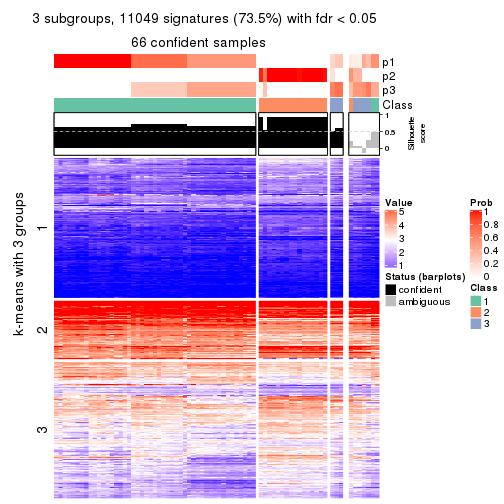 3 subgroups, 11049 signatures (73.5%) with fdr < 0.05
66 confident samples
p1
p2
p3
Class
1
0.5
0
Silhouette
score
k-means with 3 groups
1
2
3
Value
5
4
3
2
1
Status (barplots)
confident
ambiguous
Prob
1
0.8
0.6
0.4
0.2
0
Class
1
2
3